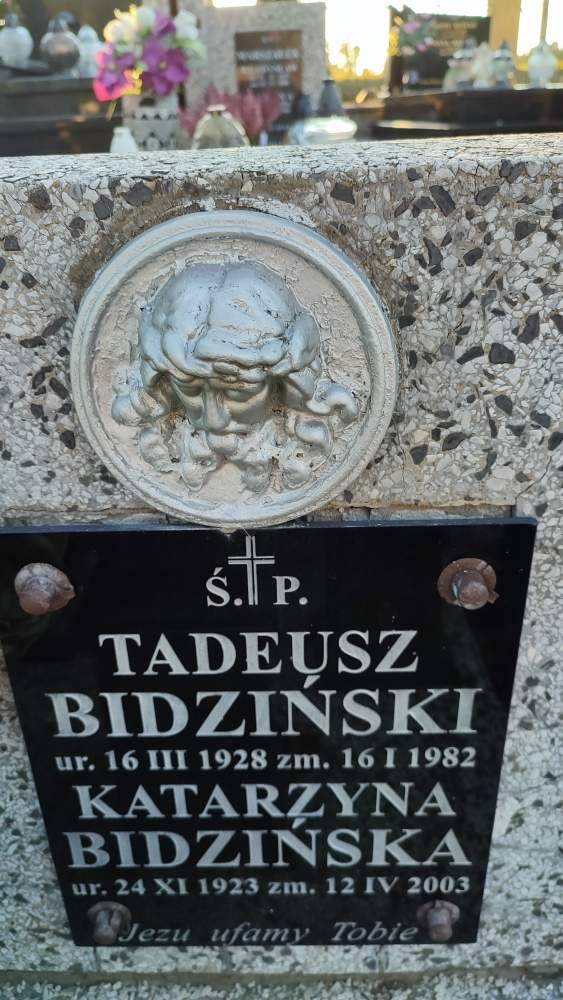 WARSZAWIAK
Ś. P.
TADEUSZ
BIDZIŃSKI
ur. 16 III 1928 zm. 16 I 1982
KATARZYNA
BIDZIŃSKA
ur. 24 XI 1923 zm. 12 IV 2003
Jezu ufamy Tobie